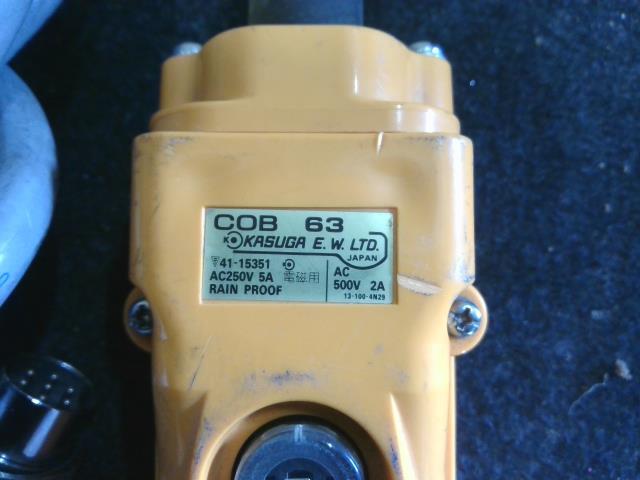 COB 63
KASUGA E. W. LTD.
JAPAN
41-15351
AC250V 5A 電磁用
RAIN PROOF
AC
500V 2A
13-100-4N29